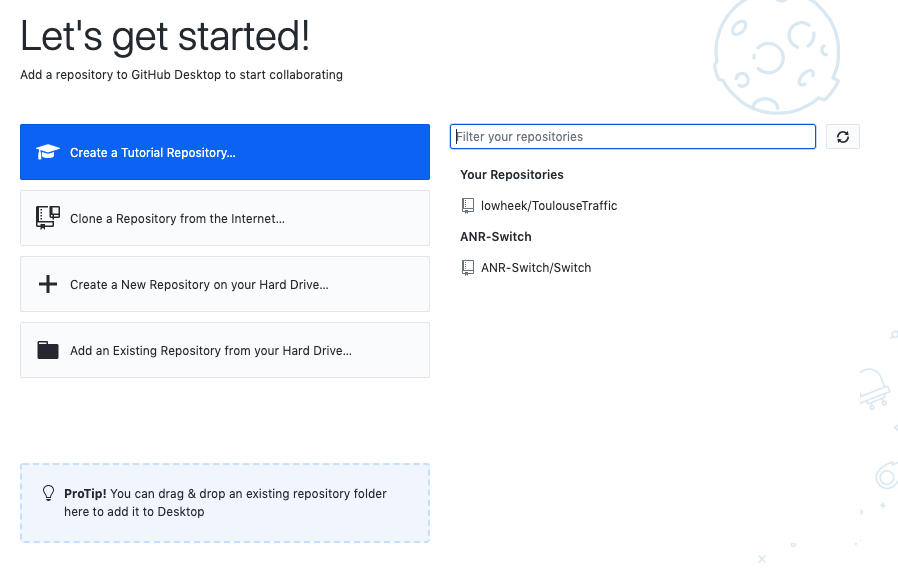 Let's get started!
Add a repository to GitHub Desktop to start collaborating
Create a Tutorial Repository...
Clone a Repository from the Internet...
Create a New Repository on your Hard Drive...
Add an Existing Repository from your Hard Drive...
ProTip! You can drag & drop an existing repository folder
here to add it to Desktop
Filter your repositories
Your Repositories
lowheek/ToulouseTraffic
ANR-Switch
ANR-Switch/Switch